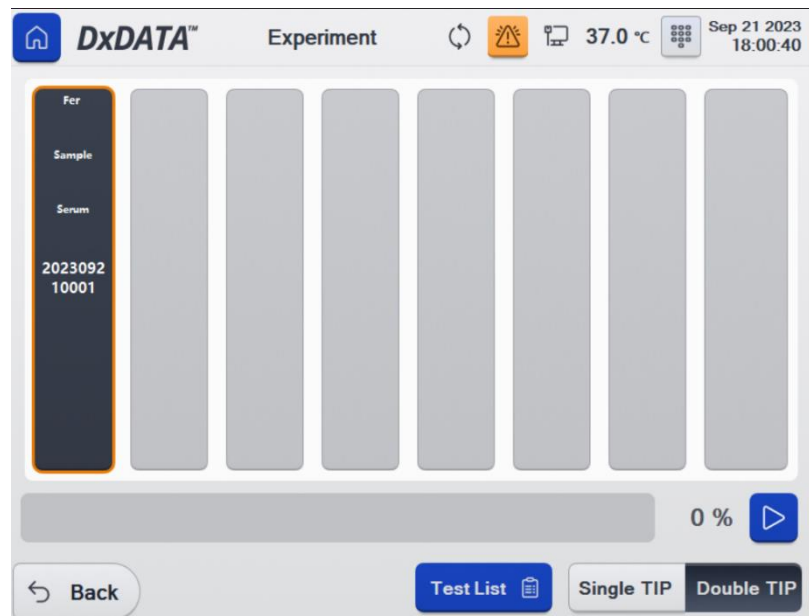 DxDATA™
Experiment
37.0 °C
Sep 21 2023
18:00:40
Fer
Sample
Serum
2023092
10001
0 %
Back
Test List
Single TIP
Double TIP